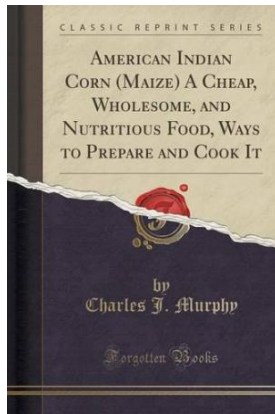 CLASSIC REPRINT SERIES
AMERICAN INDIAN
CORN (MAIZE) A CHEAP,
WHOLESOME, AND
NUTRITIOUS FOOD, WAYS
TO PREPARE AND COOK IT
by
Charles J. Murphy
Forgotten Books